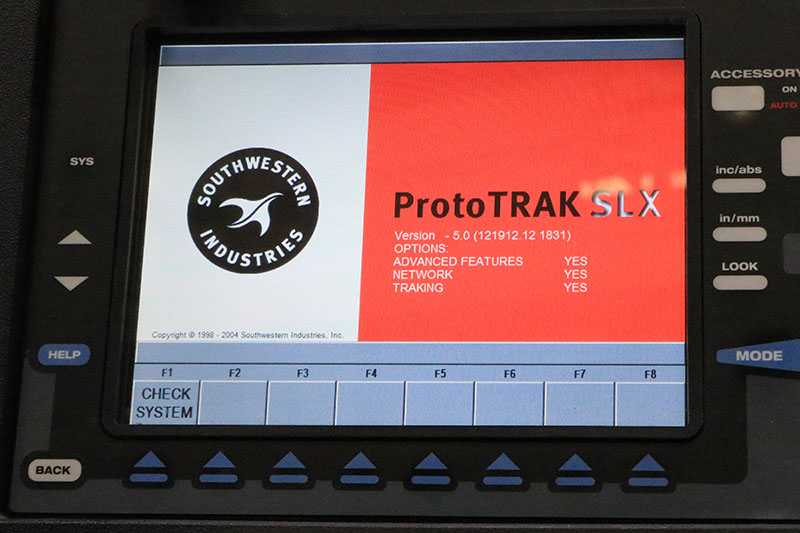 ACCESSORY
ON
AUTO
SYS
SOUTHWESTERN
INDUSTRIES
ProtoTRAK SLX
Version - 5.0 (121912.12 1831)
OPTIONS:
ADVANCED FEATURES YES
NETWORK YES
TRAKING YES
Copyright © 1998 - 2004 Southwestern Industries, Inc.
inc/abs
in/mm
LOOK
HELP
MODE
F1 F2 F3 F4 F5 F6 F7 F8
CHECK
SYSTEM
BACK